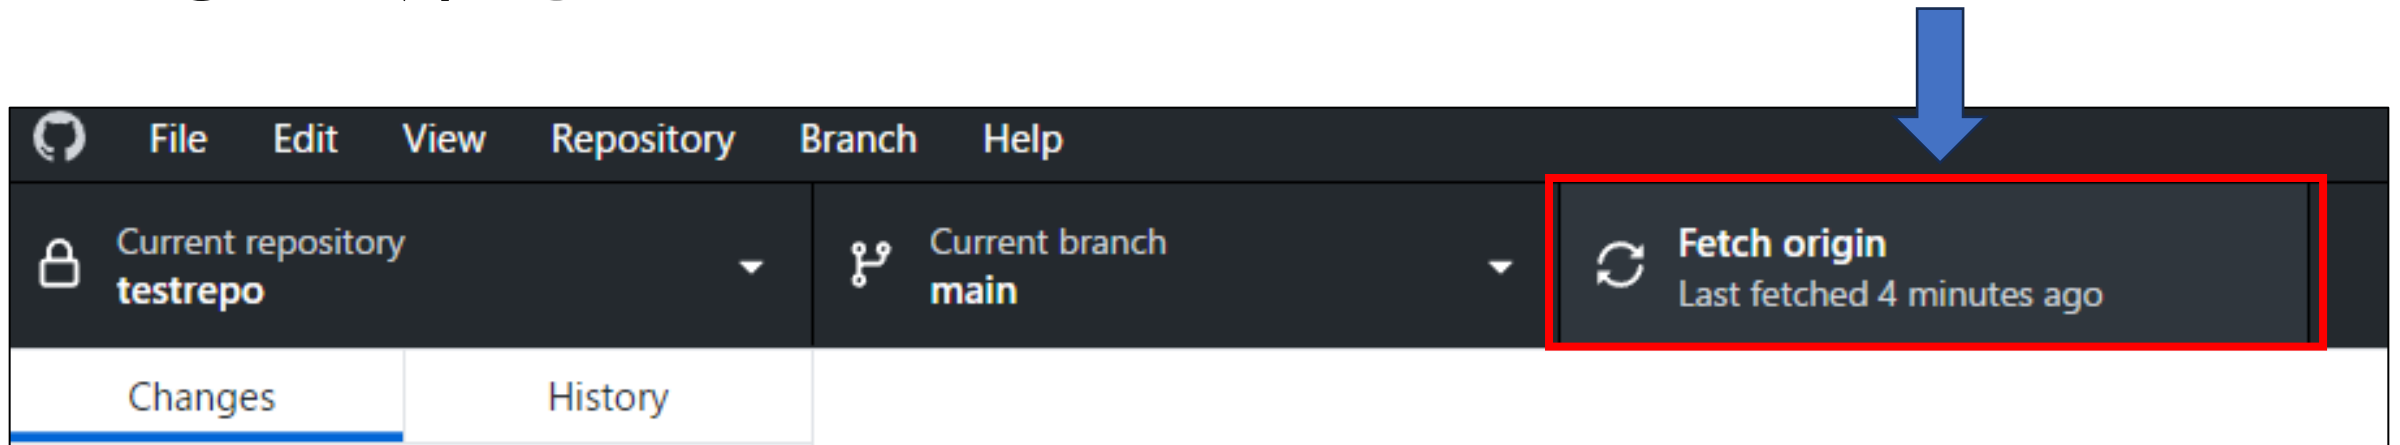 File Edit View Repository Branch Help
Current repository
testrepo
Current branch
main
Fetch origin
Last fetched 4 minutes ago
Changes
History